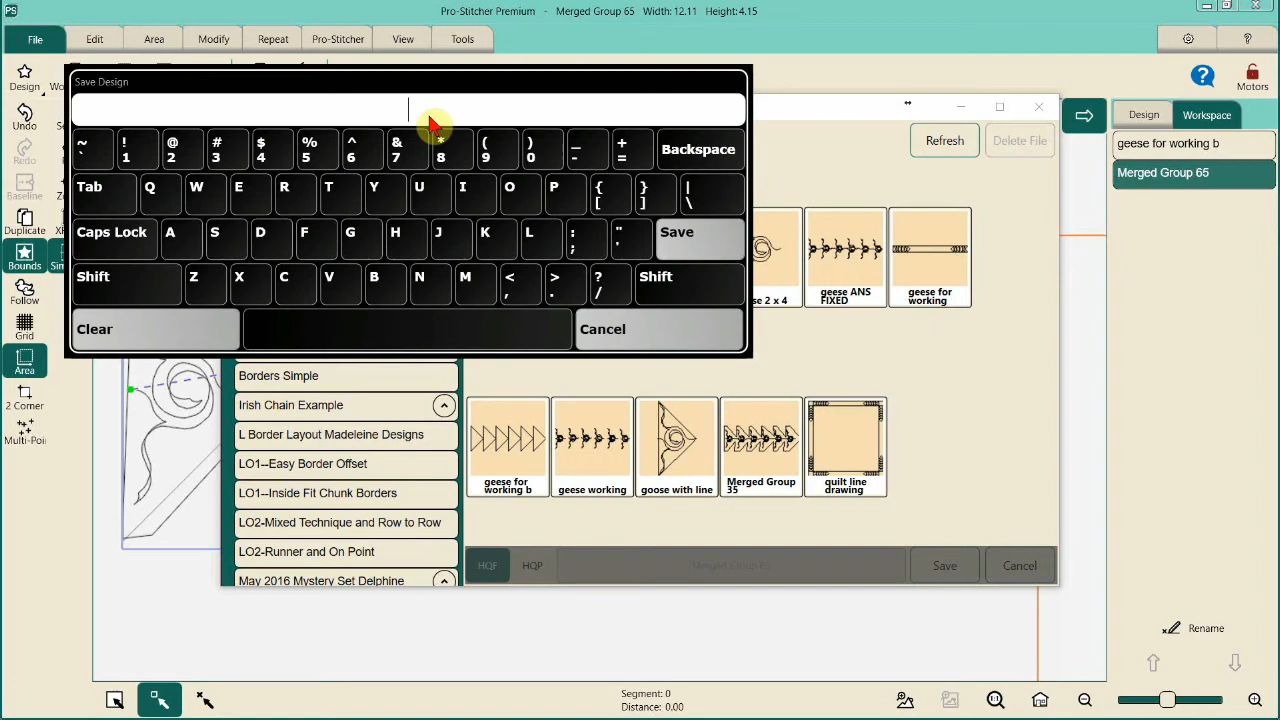 PS
Pro-Stitcher Premium - Merged Group 65 Width: 12.11 Height: 4.15
File Edit Area Modify Repeat Pro-Stitcher View Tools ?
Design
Undo
Redo
Baseline
Duplicate
Bounds
Follow
Grid
Area
2 Corner
Save Design
~ ` ! 1 @ 2 # 3 $ 4 % 5 ^ 6 & 7 * 8 ( 9 ) 0 _ - + = Backspace
Tab Q W E R T Y U I O P { [ } ] | \
Caps Lock A S D F G H J K L : ; " ' Save
Shift Z X C V B N M < , > . ? / Shift
Clear Cancel
Refresh Delete File
geese ANS
FIXED
geese for
working
Borders Simple
Irish Chain Example
L Border Layout Madeleine Designs
LO1--Easy Border Offset
LO1--Inside Fit Chunk Borders
LO2-Mixed Technique and Row to Row
LO2-Runner and On Point
May 2016 Mystery Set Delphine
geese for
working b
geese working
goose with line
Merged Group
35
quilt line
drawing
HQF HQP Merged Group 65 Save Cancel
? Motors
Design Workspace
geese for working b
Merged Group 65
Rename
Segment: 0
Distance: 0.00
1:1